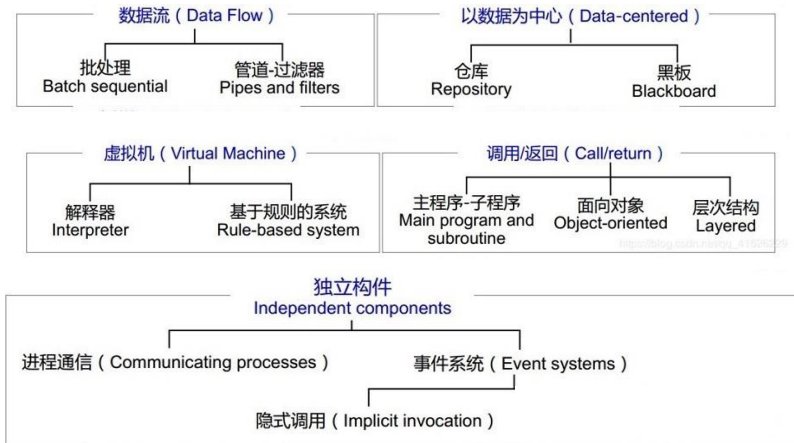 数据流（Data Flow）
以数据为中心（Data-centered）
批处理
Batch sequential
管道-过滤器
Pipes and filters
仓库
Repository
黑板
Blackboard
虚拟机（Virtual Machine）
调用/返回（Call/return）
解释器
Interpreter
基于规则的系统
Rule-based system
主程序-子程序
Main program and
subroutine
面向对象
Object-oriented
层次结构
Layered
独立构件
Independent components
进程通信（Communicating processes）
事件系统（Event systems）
隐式调用（Implicit invocation）